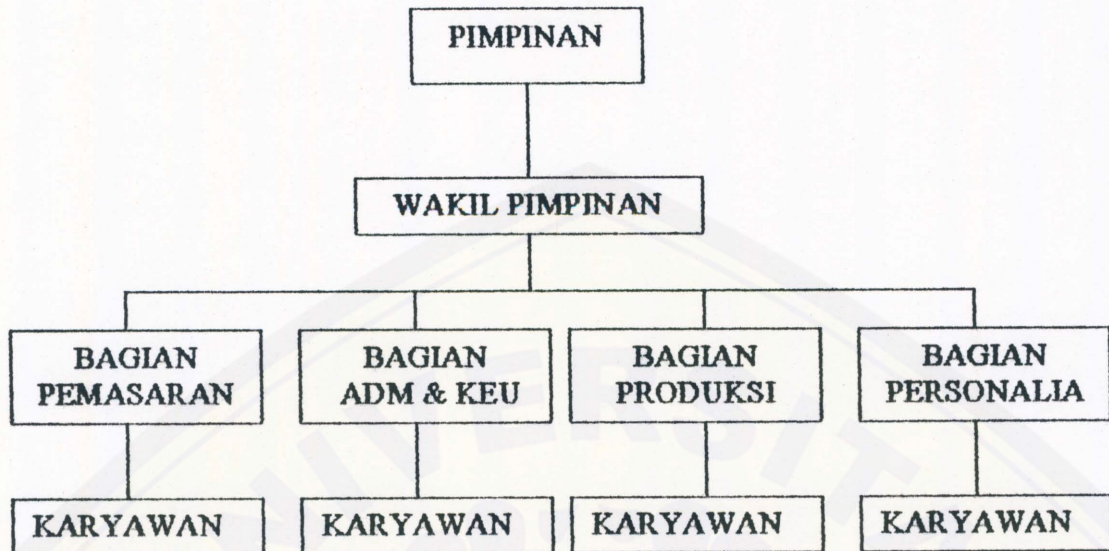 PIMPINAN
WAKIL PIMPINAN
BAGIAN
PEMASARAN
BAGIAN
ADM & KEU
BAGIAN
PRODUKSI
BAGIAN
PERSONALIA
KARYAWAN
KARYAWAN
KARYAWAN
KARYAWAN